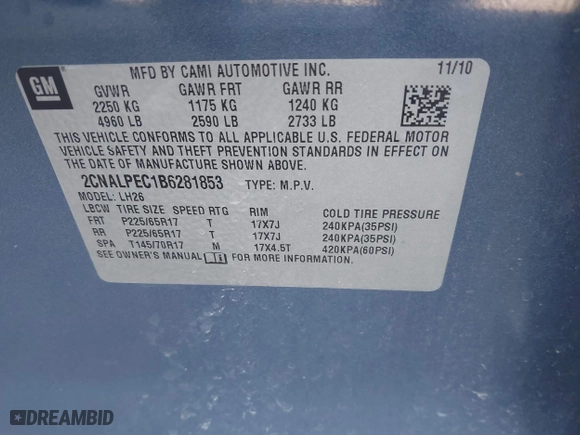 GM
MFD BY CAMI AUTOMOTIVE INC. 11/10
GVWR GAWR FRT GAWR RR
2250 KG 1175 KG 1240 KG
4960 LB 2590 LB 2733 LB
THIS VEHICLE CONFORMS TO ALL APPLICABLE U.S. FEDERAL MOTOR
VEHICLE SAFETY AND THEFT PREVENTION STANDARDS IN EFFECT ON
THE DATE OF MANUFACTURE SHOWN ABOVE.
2CNALPEC1B6281853 TYPE: M.P.V.
MODEL: LH26
LBCW TIRE SIZE SPEED RTG RIM COLD TIRE PRESSURE
FRT P225/65R17 T 17X7J 240KPA(35PSI)
RR P225/65R17 T 17X7J 240KPA(35PSI)
SPA T145/70R17 M 17X4.5T 420KPA(60PSI)
SEE OWNER'S MANUAL FOR MORE INFORMATION.
DREAMBID